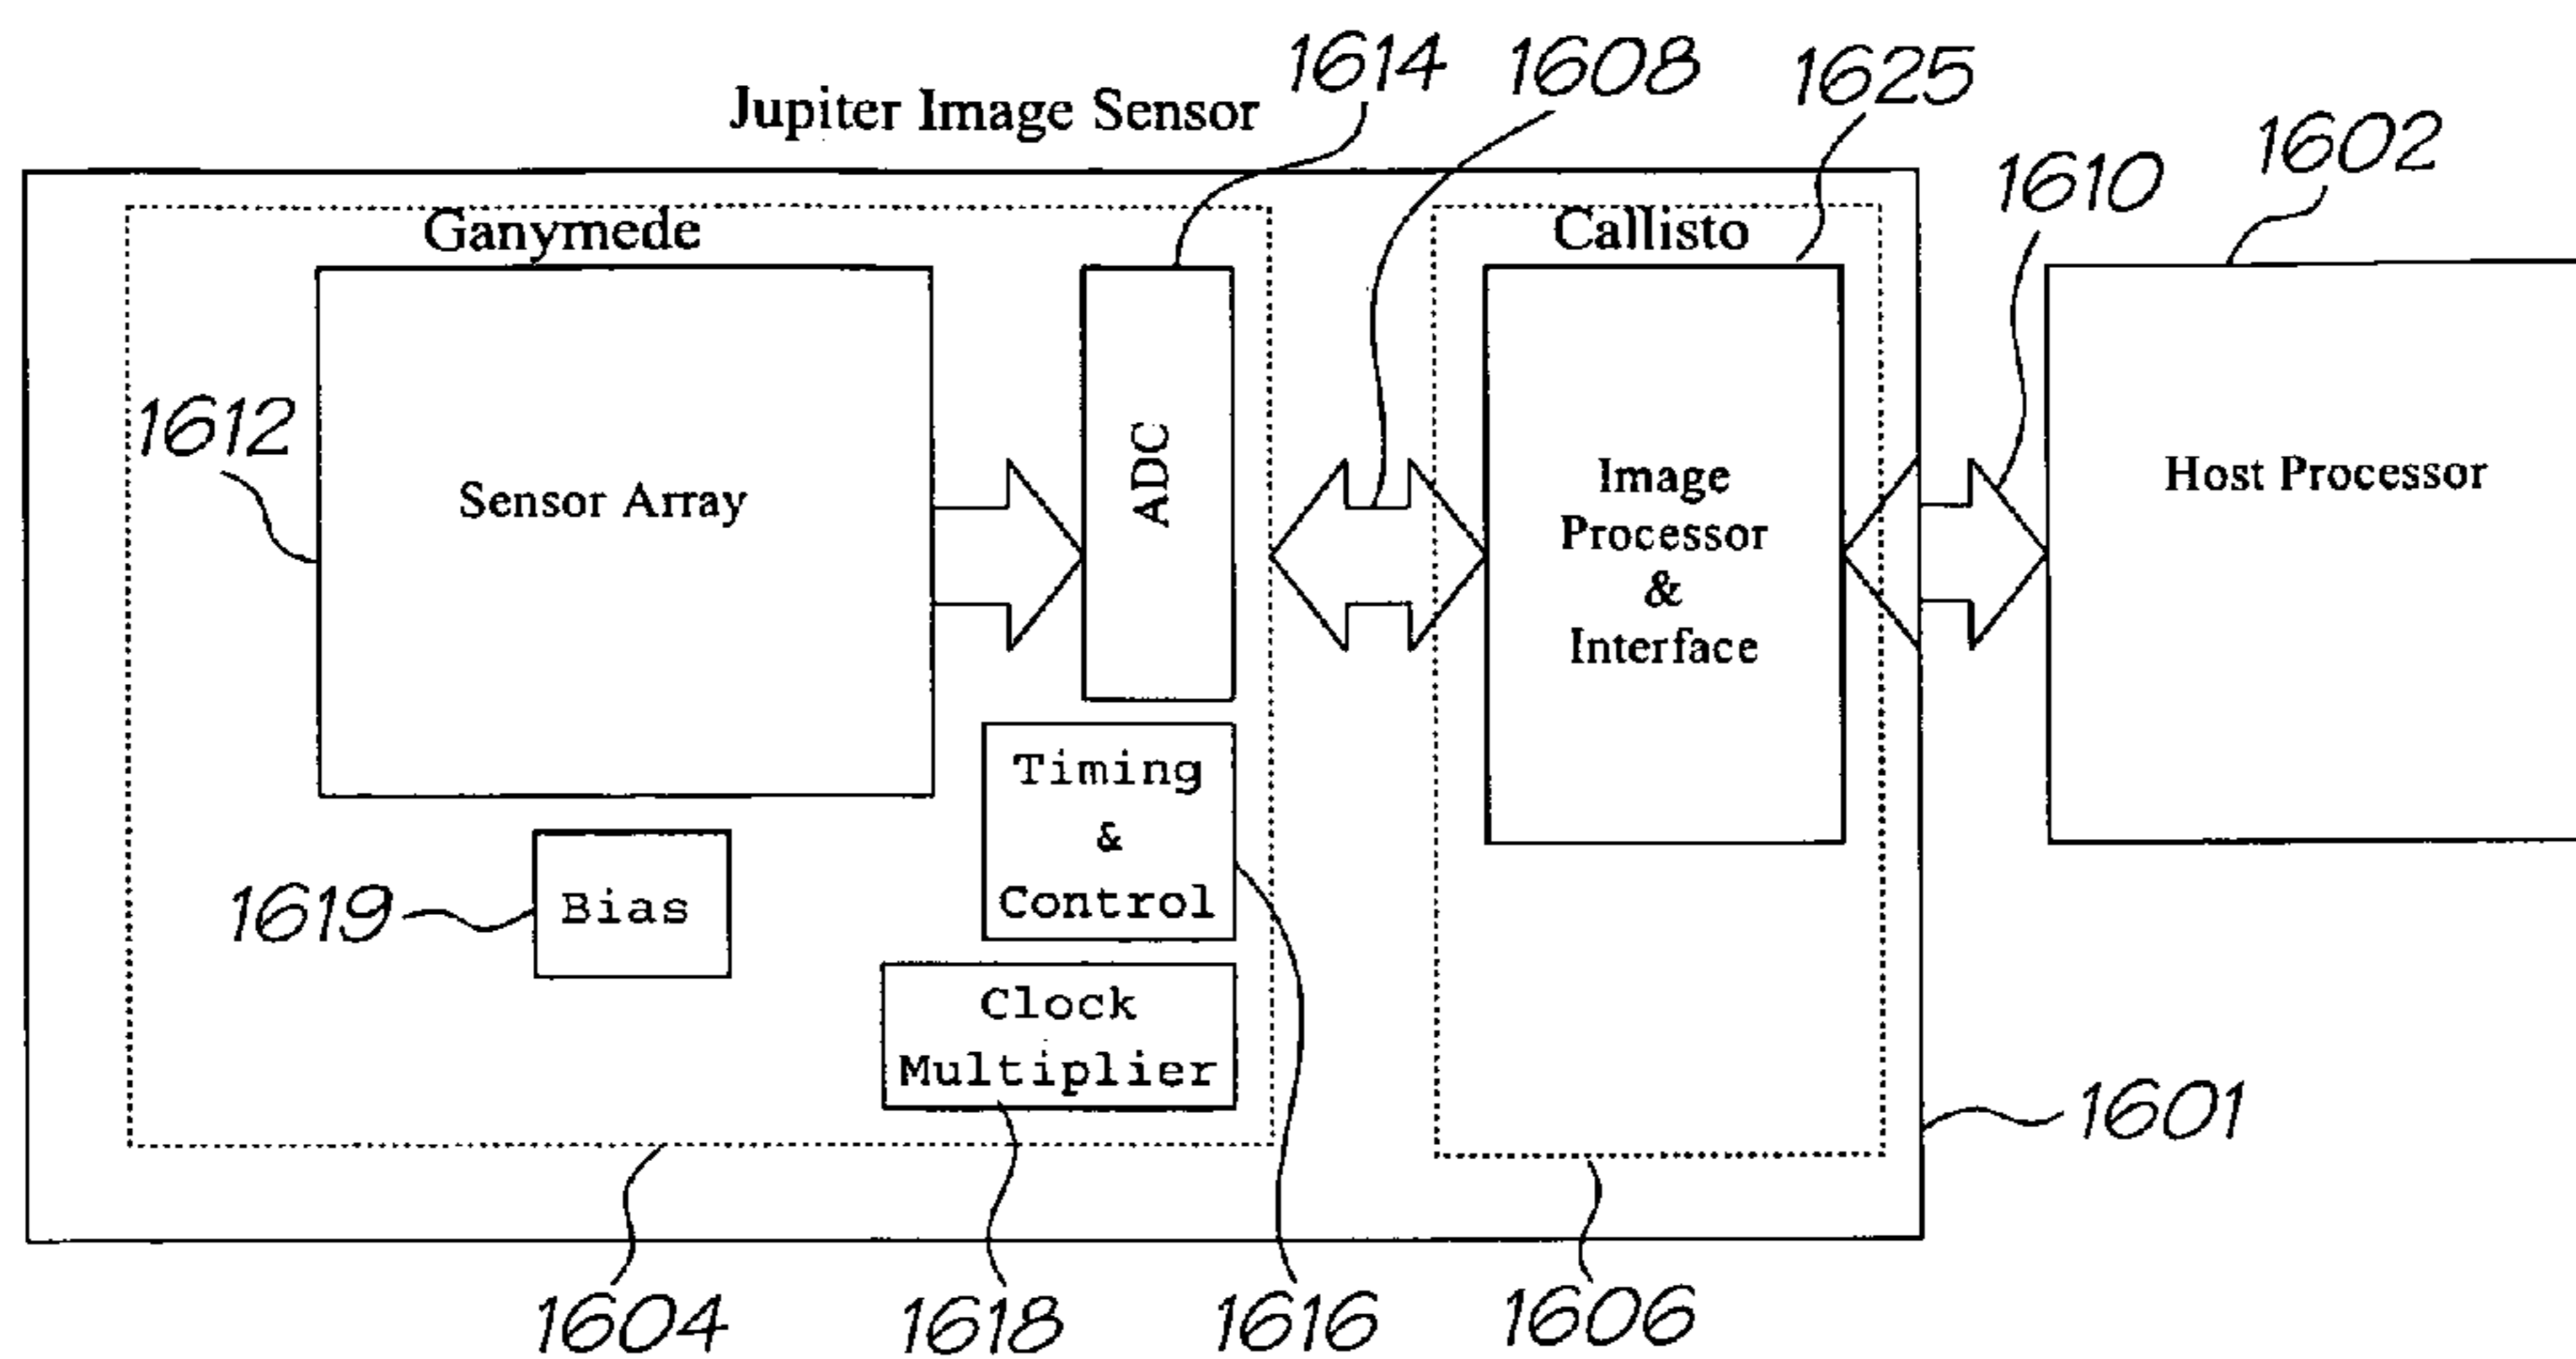 1614
1608
1625
Jupiter Image Sensor
1602
1610
Ganymede
Callisto
1612
Sensor Array
ADC
Image
Processor
&
Interface
Host Processor
Timing
&
Control
1619
Bias
Clock
Multiplier
1601
1604
1618
1616
1606